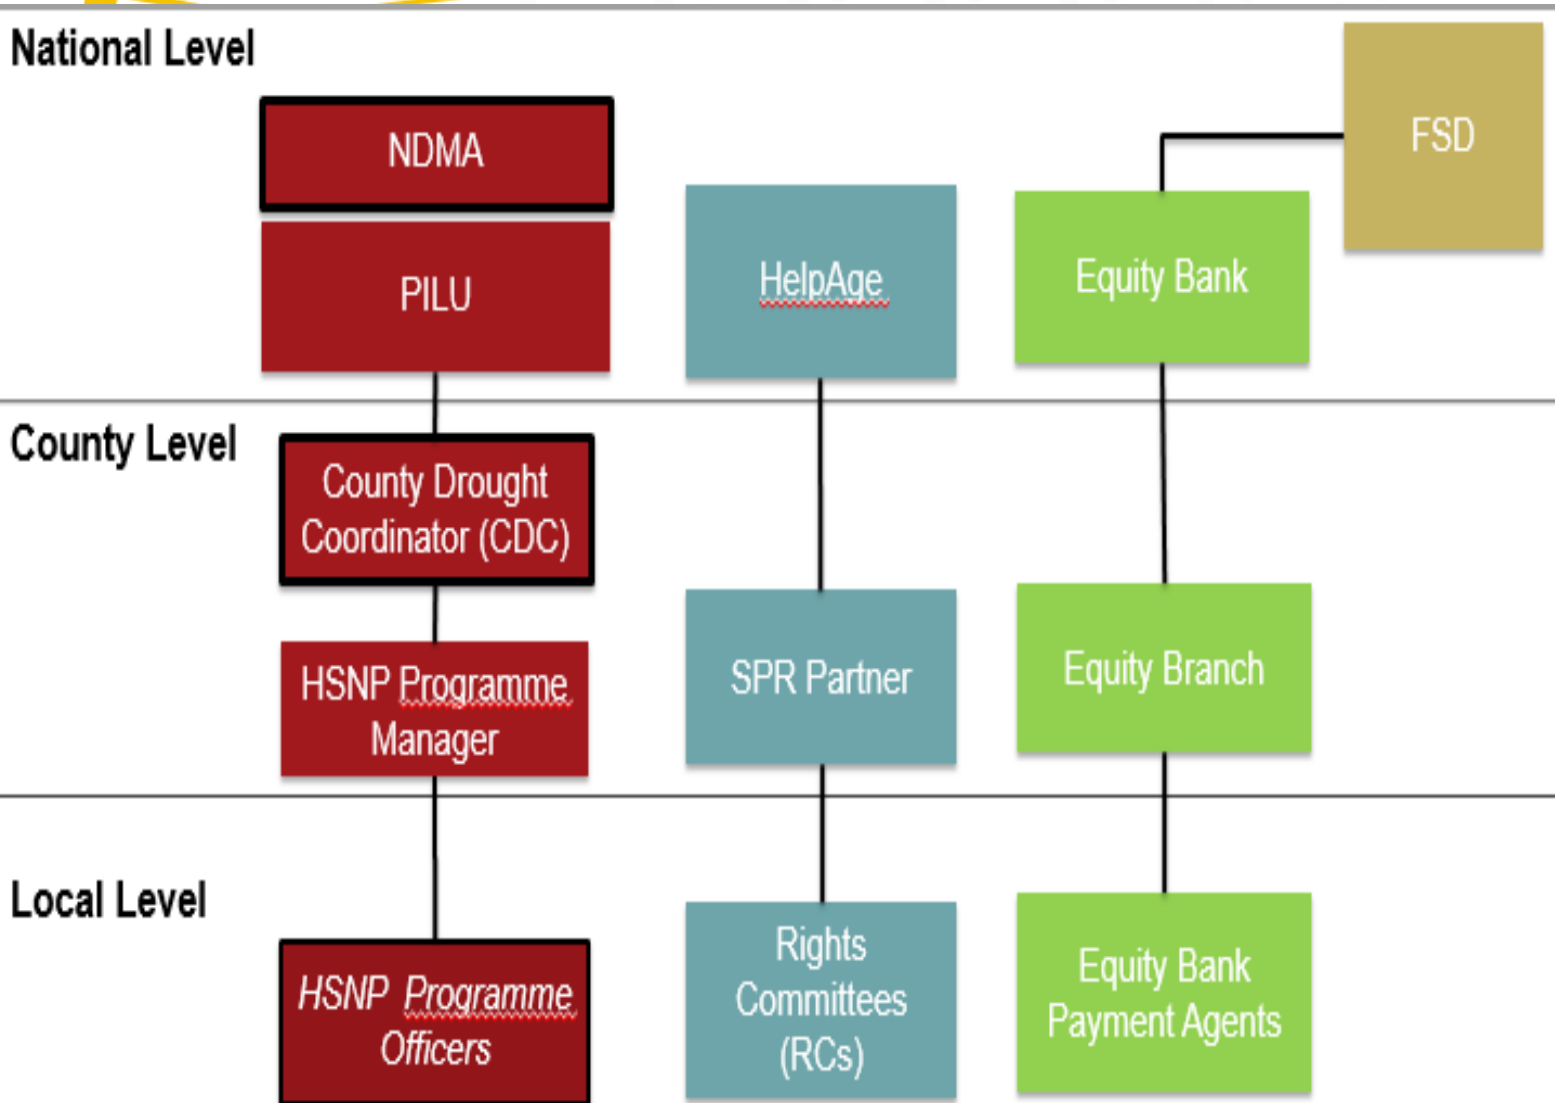 National Level
NDMA
PILU
HelpAge
Equity Bank
FSD
County Level
County Drought
Coordinator (CDC)
HSNP Programme
Manager
SPR Partner
Equity Branch
Local Level
HSNP Programme
Officers
Rights
Committees
(RCs)
Equity Bank
Payment Agents